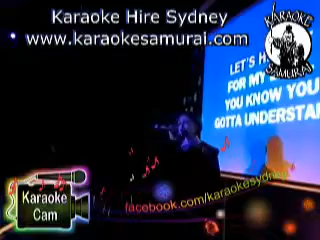 Karaoke Hire Sydney
www.karaokesamurai.com
KARAOKE
SAMURAI
LET'S H
FOR MY
YOU KNOW YOU
GOTTA UNDERSTAN
Karaoke
Cam
facebook.com/karaokesydney